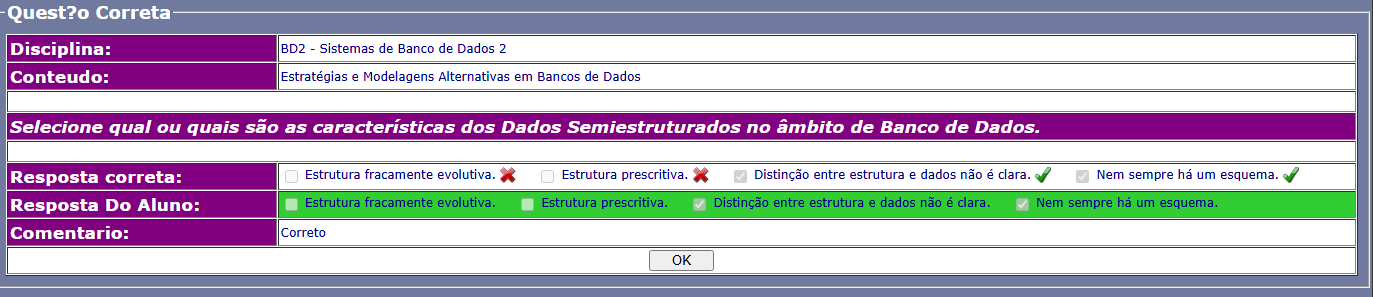 Quest?o Correta
Disciplina: BD2 - Sistemas de Banco de Dados 2
Conteudo: Estratégias e Modelagens Alternativas em Bancos de Dados
Selecione qual ou quais são as características dos Dados Semiestruturados no âmbito de Banco de Dados.
Resposta correta: Estrutura fracamente evolutiva. Estrutura prescritiva. Distinção entre estrutura e dados não é clara. Nem sempre há um esquema.
Resposta Do Aluno: Estrutura fracamente evolutiva. Estrutura prescritiva. Distinção entre estrutura e dados não é clara. Nem sempre há um esquema.
Comentario: Correto
OK